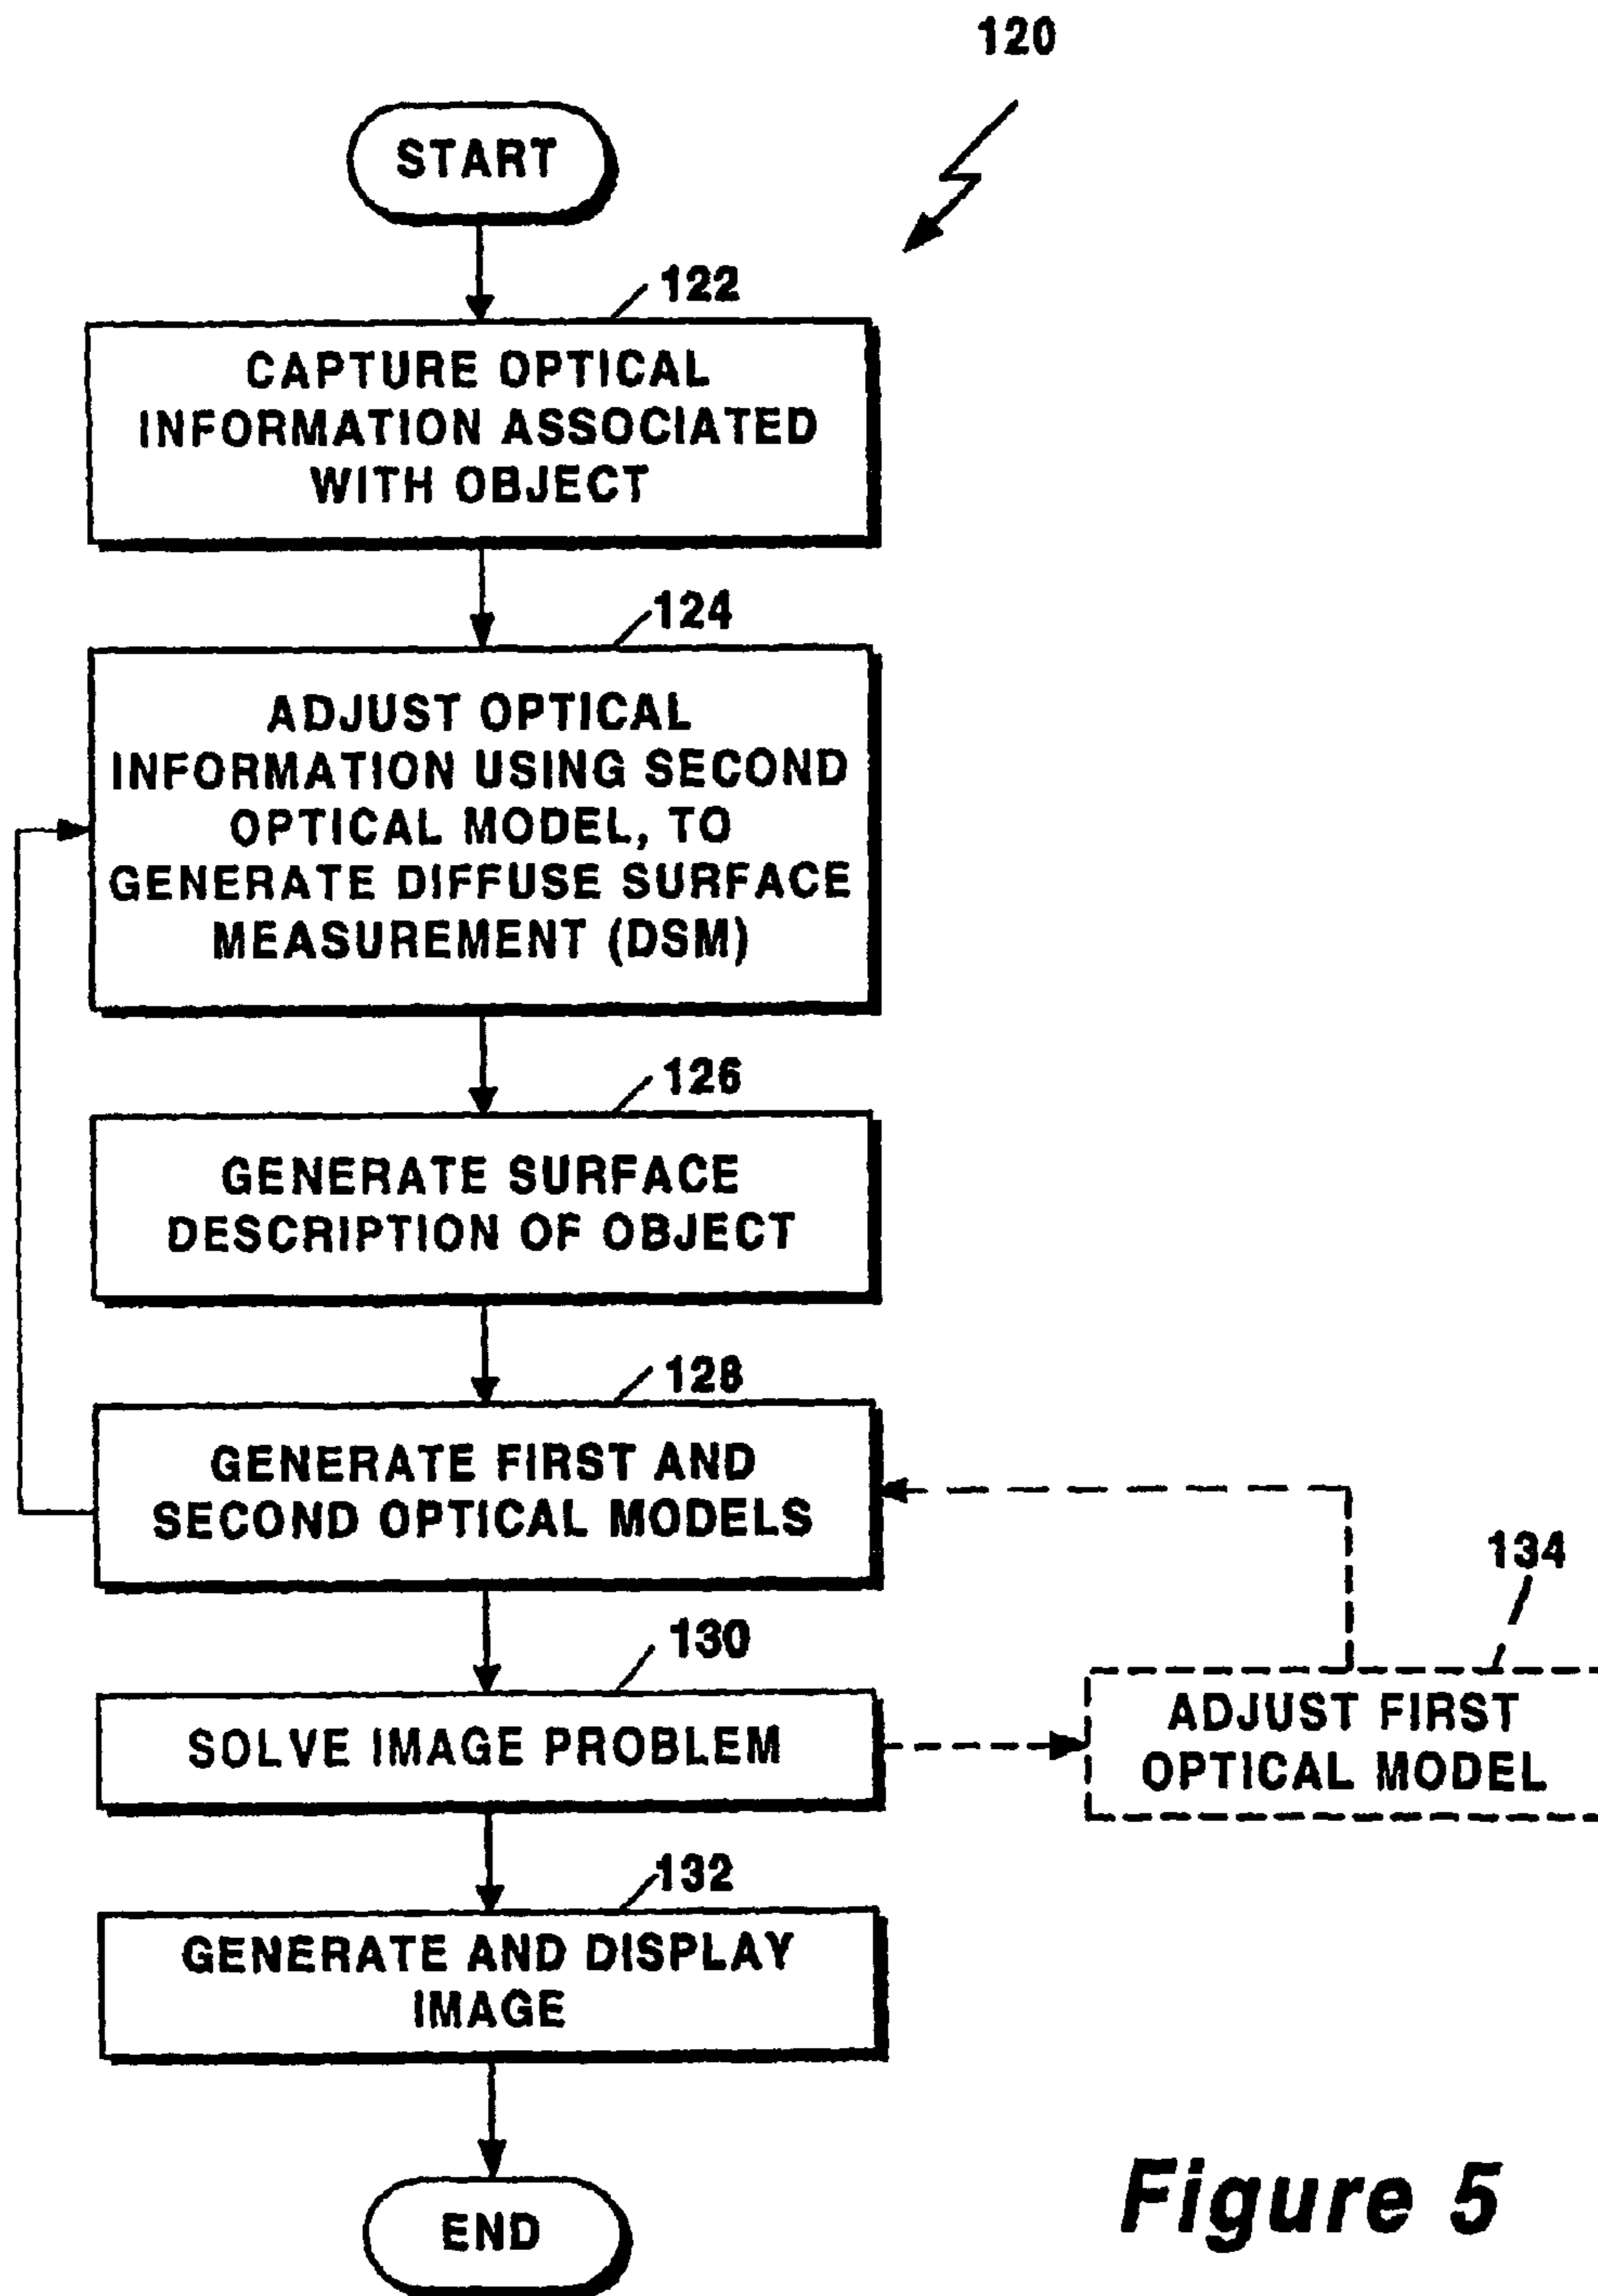 120
START
122
CAPTURE OPTICAL
INFORMATION ASSOCIATED
WITH OBJECT
124
ADJUST OPTICAL
INFORMATION USING SECOND
OPTICAL MODEL, TO
GENERATE DIFFUSE SURFACE
MEASUREMENT (DSM)
126
GENERATE SURFACE
DESCRIPTION OF OBJECT
128
GENERATE FIRST AND
SECOND OPTICAL MODELS
134
130
SOLVE IMAGE PROBLEM
ADJUST FIRST
OPTICAL MODEL
132
GENERATE AND DISPLAY
IMAGE
END
Figure 5